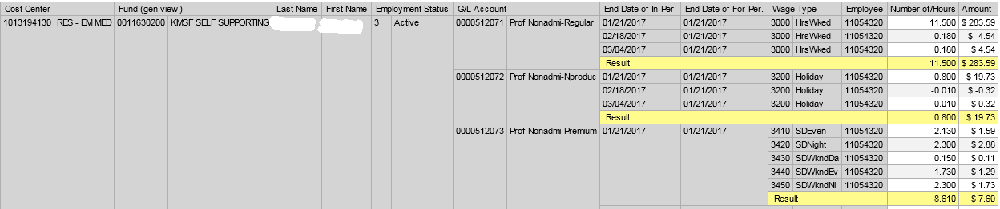 Cost Center Fund (gen view ) Last Name First Name Employment Status G/L Account End Date of In-Per. End Date of For-Per. Wage Type Employee Number of/Hours Amount
1013194130 RES - EM MED 0011630200 KMSF SELF SUPPORTING 3 Active 0000512071 Prof Nonadmi-Regular 01/21/2017 01/21/2017 3000 HrsWked 11054320 11.500 $ 283.59
02/18/2017 01/21/2017 3000 HrsWked 11054320 -0.180 $ -4.54
03/04/2017 01/21/2017 3000 HrsWked 11054320 0.180 $ 4.54
Result 11.500 $ 283.59
0000512072 Prof Nonadmi-Nproduc 01/21/2017 01/21/2017 3200 Holiday 11054320 0.800 $ 19.73
02/18/2017 01/21/2017 3200 Holiday 11054320 -0.010 $ -0.32
03/04/2017 01/21/2017 3200 Holiday 11054320 0.010 $ 0.32
Result 0.800 $ 19.73
0000512073 Prof Nonadmi-Premium 01/21/2017 01/21/2017 3410 SDEven 11054320 2.130 $ 1.59
3420 SDNight 11054320 2.300 $ 2.88
3430 SDWkndDa 11054320 0.150 $ 0.11
3440 SDWkndEv 11054320 1.730 $ 1.29
3450 SDWkndNi 11054320 2.300 $ 1.73
Result 8.610 $ 7.60